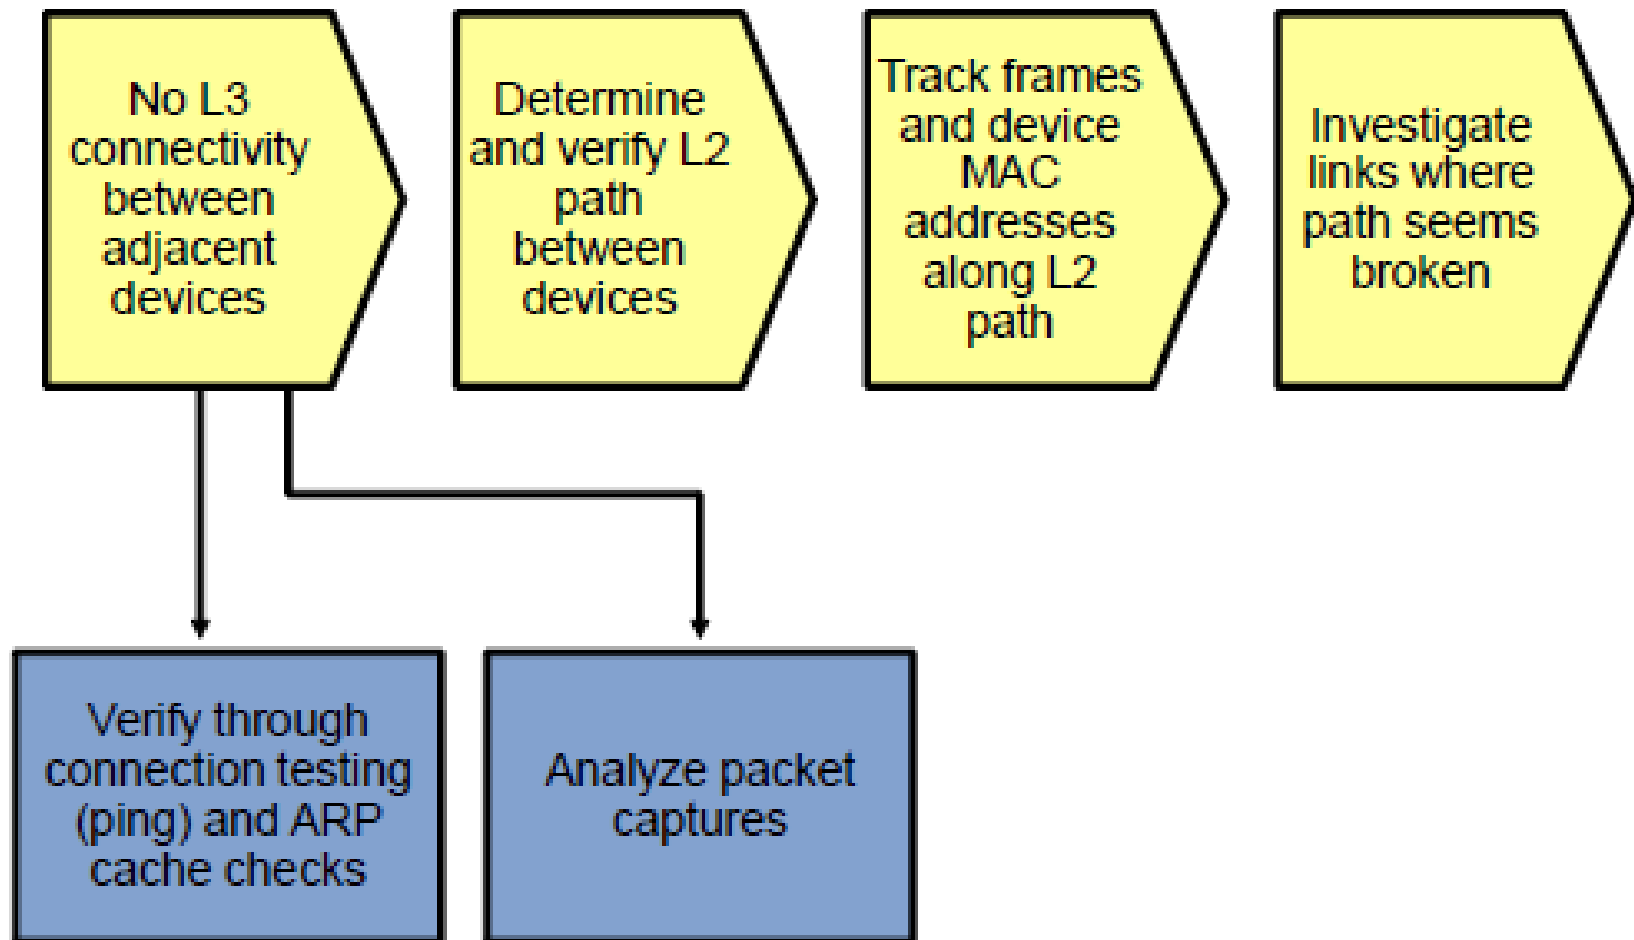 No L3
connectivity
between
adjacent
devices
Determine
and verify L2
path
between
devices
Track frames
and device
MAC
addresses
along L2
path
Investigate
links where
path seems
broken
Verify through
connection testing
(ping) and ARP
cache checks
Analyze packet
captures